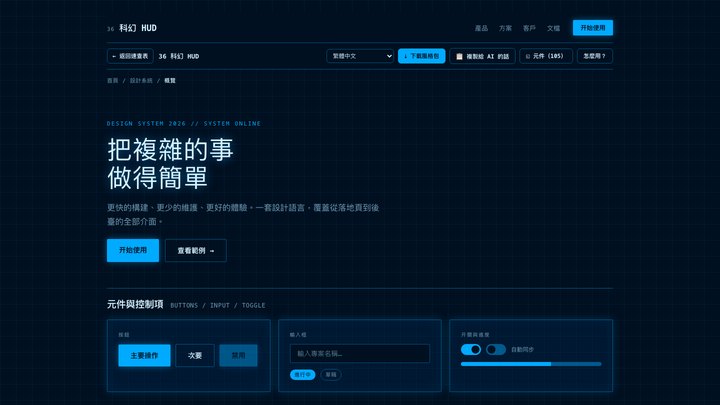 36 科幻 HUD
產品 方案 客戶 文檔 开始使用
← 返回速查表 36 科幻 HUD 繁體中文 ↓ 下載風格包 📋 複製給 AI 的話 元件 (105) 怎麼用？
首頁 / 設計系統 / 概覽
DESIGN SYSTEM 2026 // SYSTEM ONLINE
把複雜的事
做得簡單
更快的構建、更少的維護、更好的體驗。一套設計語言，覆蓋從落地頁到後
臺的全部介面。
开始使用 查看範例 →
元件與控制項 BUTTONS / INPUT / TOGGLE
按鈕
主要操作 次要 禁用
輸入框
輸入專案名稱…
進行中 草稿
開關與進度
自動同步